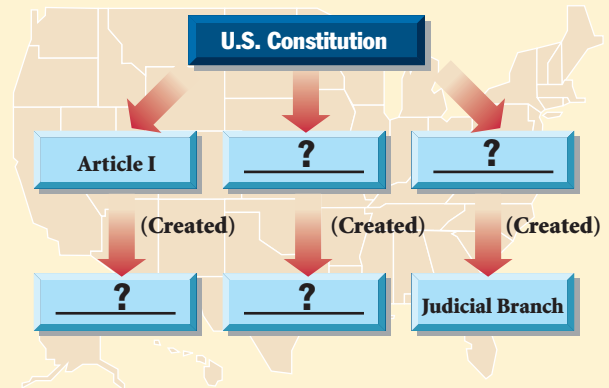 U.S. Constitution
Article I
?
?
(Created)
(Created)
(Created)
?
?
Judicial Branch